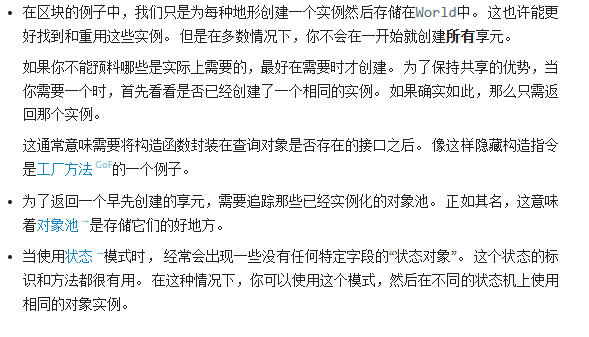 在区块的例子中，我们只是为每种地形创建一个实例然后存储在World中。 这也许能更
好找到和重用这些实例。 但是在多数情况下，你不会在一开始就创建所有享元。
如果你不能预料哪些是实际上需要的，最好在需要时才创建。 为了保持共享的优势，当
你需要一个时，首先看看是否已经创建了一个相同的实例。 如果确实如此，那么只需返
回那个实例。
这通常意味需要将构造函数封装在查询对象是否存在的接口之后。 像这样隐藏构造指令
是工厂方法 GoF的一个例子。
为了返回一个早先创建的享元，需要追踪那些已经实例化的对象池。 正如其名，这意味
着对象池→是存储它们的好地方。
当使用状态→模式时， 经常会出现一些没有任何特定字段的“状态对象”。 这个状态的标
识和方法都很有用。 在这种情况下，你可以使用这个模式，然后在不同的状态机上使用
相同的对象实例。